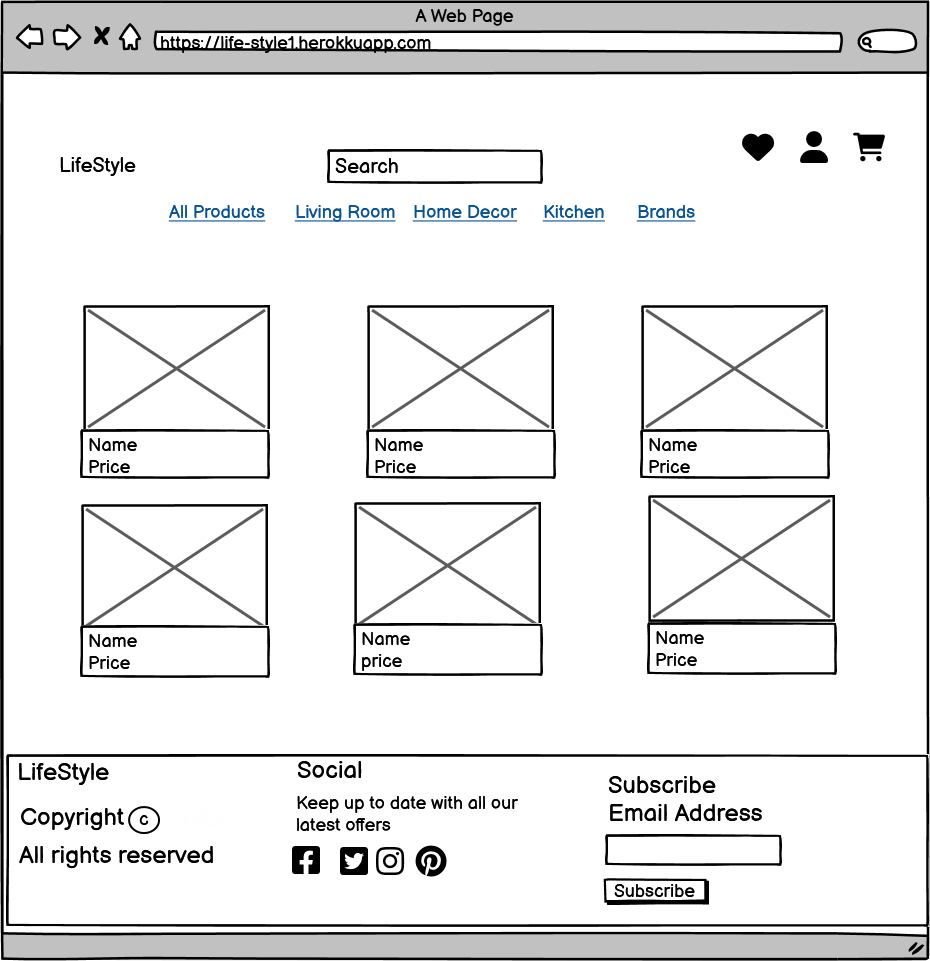 A Web Page
https://life-style1.herokkuapp.com
LifeStyle
Search
All Products Living Room Home Decor Kitchen Brands
Name Name Name
Price Price Price
Name Name Name
Price price Price
LifeStyle
Copyright c
All rights reserved
Social
Keep up to date with all our
latest offers
Subscribe
Email Address
Subscribe